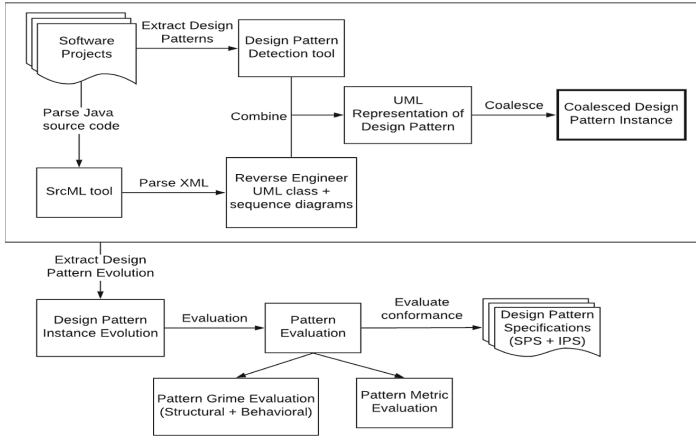 Software
Projects
Extract Design
Patterns
Design Pattern
Detection tool
Parse Java
source code
Combine
UML
Representation of
Design Pattern
Coalesce
Coalesced Design
Pattern Instance
SrcML tool
Parse XML
Reverse Engineer
UML class +
sequence diagrams
Extract Design
Pattern Evolution
Design Pattern
Instance Evolution
Evaluation
Pattern
Evaluation
Evaluate
conformance
Design Pattern
Specifications
(SPS + IPS)
Pattern Grime Evaluation
(Structural + Behavioral)
Pattern Metric
Evaluation